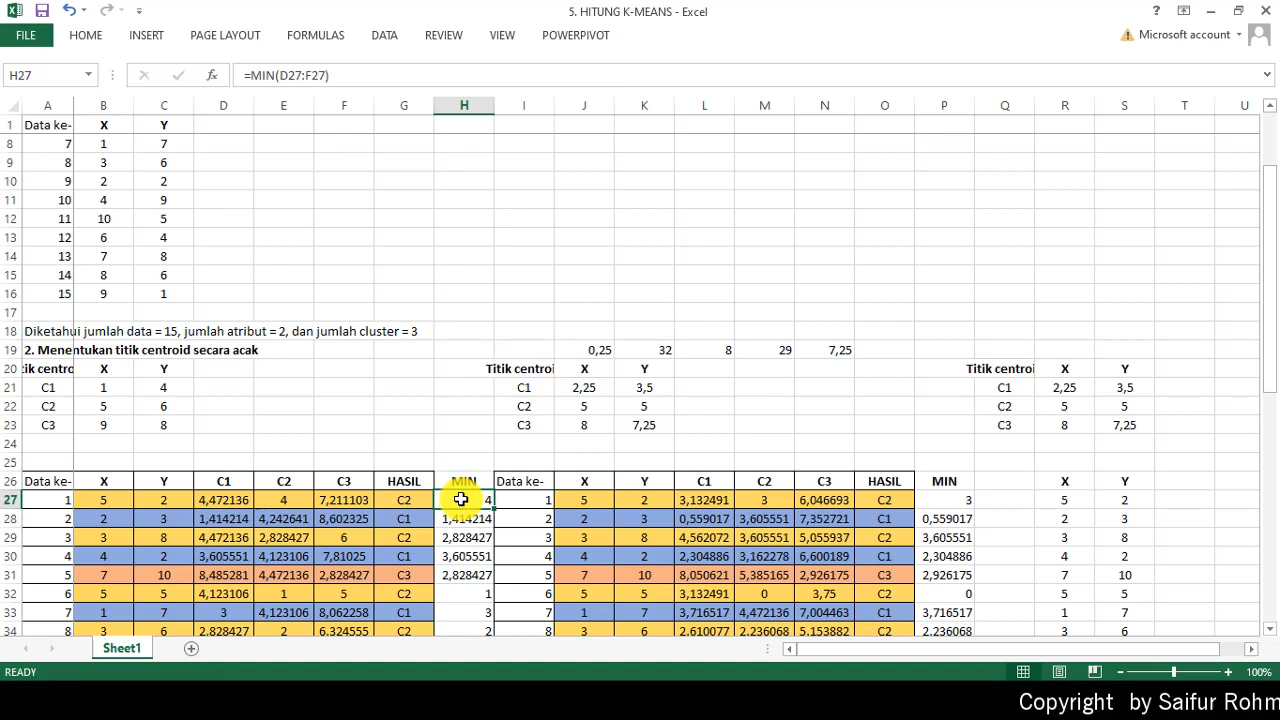 5. HITUNG K-MEANS - Excel
FILE HOME INSERT PAGE LAYOUT FORMULAS DATA REVIEW VIEW POWERPIVOT Microsoft account
H27 fx =MIN(D27:F27)
A B C D E F G H I J K L M N O P Q R S T U
1 Data ke- X Y
8 7 1 7
9 8 3 6
10 9 2 2
11 10 4 9
12 11 10 5
13 12 6 4
14 13 7 8
15 14 8 6
16 15 9 1
17
18 Diketahui jumlah data = 15, jumlah atribut = 2, dan jumlah cluster = 3
19 2. Menentukan titik centroid secara acak 0,25 32 8 29 7,25
20 tik centro X Y Titik centroi X Y Titik centroi X Y
21 C1 1 4 C1 2,25 3,5 C1 2,25 3,5
22 C2 5 6 C2 5 5 C2 5 5
23 C3 9 8 C3 8 7,25 C3 8 7,25
24
25
26 Data ke- X Y C1 C2 C3 HASIL MIN Data ke- X Y C1 C2 C3 HASIL MIN X Y
27 1 5 2 4,472136 4 7,211103 C2 4 1 5 2 3,132491 3 6,046693 C2 3 5 2
28 2 2 3 1,414214 4,242641 8,602325 C1 1,414214 2 2 3 0,559017 3,605551 7,352721 C1 0,559017 2 3
29 3 3 8 4,472136 2,828427 6 C2 2,828427 3 3 8 4,562072 3,605551 5,055937 C2 3,605551 3 8
30 4 4 2 3,605551 4,123106 7,81025 C1 3,605551 4 4 2 2,304886 3,162278 6,600189 C1 2,304886 4 2
31 5 7 10 8,485281 4,472136 2,828427 C3 2,828427 5 7 10 8,050621 5,385165 2,926175 C3 2,926175 7 10
32 6 5 5 4,123106 1 5 C2 1 6 5 5 3,132491 0 3,75 C2 0 5 5
33 7 1 7 3 4,123106 8,062258 C1 3 7 1 7 3,716517 4,472136 7,004463 C1 3,716517 1 7
34 8 3 6 2,828427 2 6,324555 C2 2 8 3 6 2,610077 2,236068 5,153882 C2 2,236068 3 6
Sheet1
READY 100%
Copyright by Saifur Rohm